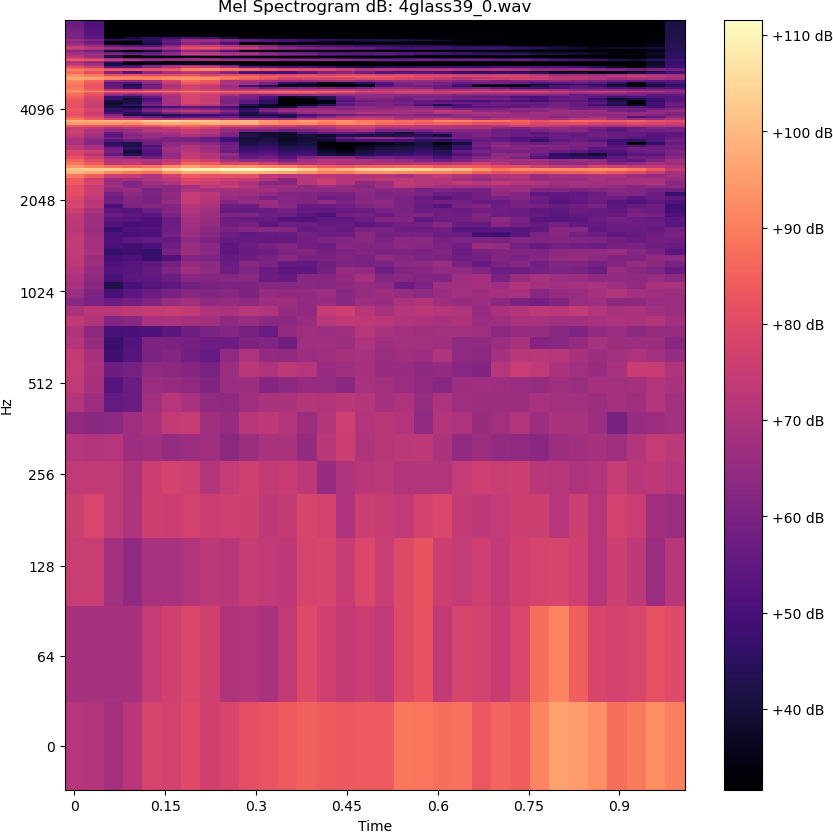 Mel Spectrogram dB: 4glass39_0.wav
+110 dB
4096
+100 dB
2048
+90 dB
1024
+80 dB
512
Hz
+70 dB
256
+60 dB
128
+50 dB
64
+40 dB
0
0 0.15 0.3 0.45 0.6 0.75 0.9
Time